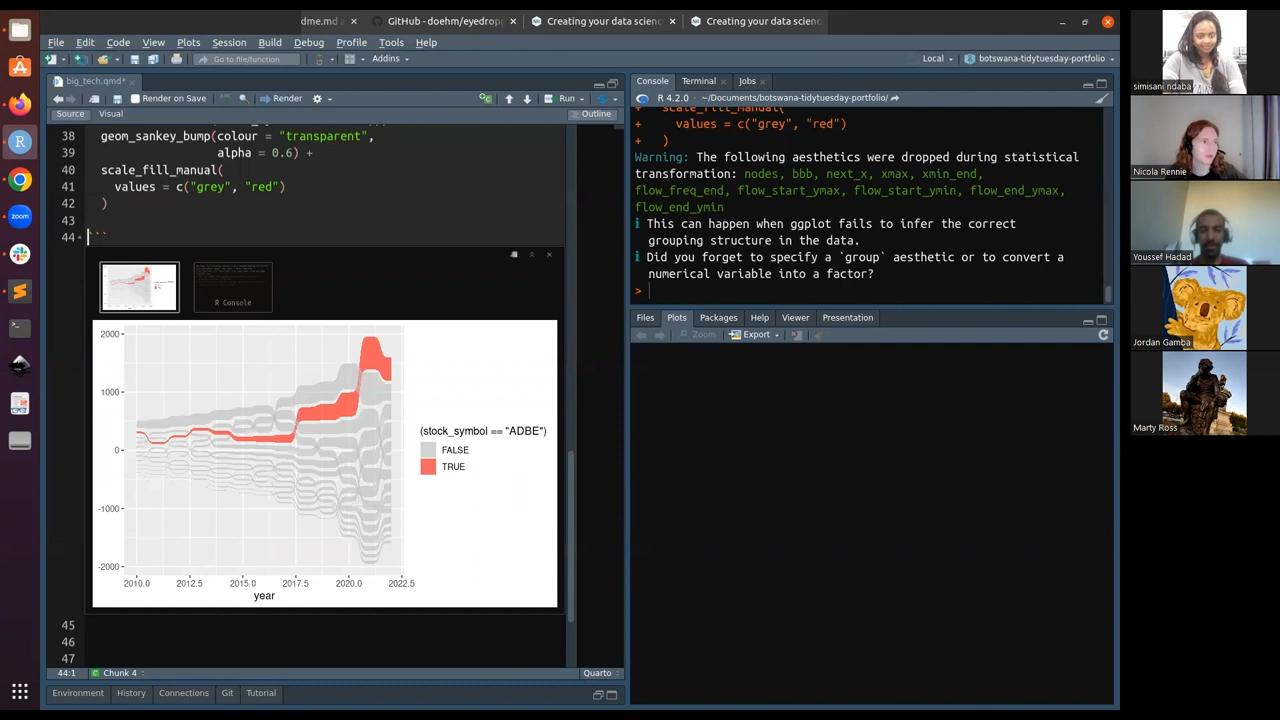 dme.md a
GitHub - doehm/eyedrop
Creating your data scienc
Creating your data scienc
File Edit Code View Plots Session Build Debug Profile Tools Help
Go to file/function
Addins
Local
botswana-tidytuesday-portfolio
big_tech.qmd*
Render on Save
Render
Run
Source
Visual
Outline
38 geom_sankey_bump(colour = "transparent",
39 alpha = 0.6) +
40 scale_fill_manual(
41 values = c("grey", "red")
42 )
43
44 ```
R Console
2000
1000
0
-1000
-2000
2010.0 2012.5 2015.0 2017.5 2020.0 2022.5
year
(stock_symbol == "ADBE")
FALSE
TRUE
45
46
47
44:1
Chunk 4
Quarto
Environment History Connections Git Tutorial
Console Terminal Jobs
R 4.2.0 · ~/Documents/botswana-tidytuesday-portfolio/
+ scale_fill_manual(
+ values = c("grey", "red")
+ )
Warning: The following aesthetics were dropped during statistical
transformation: nodes, bbb, next_x, xmax, xmin_end,
flow_freq_end, flow_start_ymax, flow_start_ymin, flow_end_ymax,
flow_end_ymin
ℹ This can happen when ggplot fails to infer the correct
grouping structure in the data.
ℹ Did you forget to specify a `group` aesthetic or to convert a
numerical variable into a factor?
>
Files Plots Packages Help Viewer Presentation
Zoom
Export
simisani ndaba
Nicola Rennie
Youssef Hadad
Jordan Gamba
Marty Ross